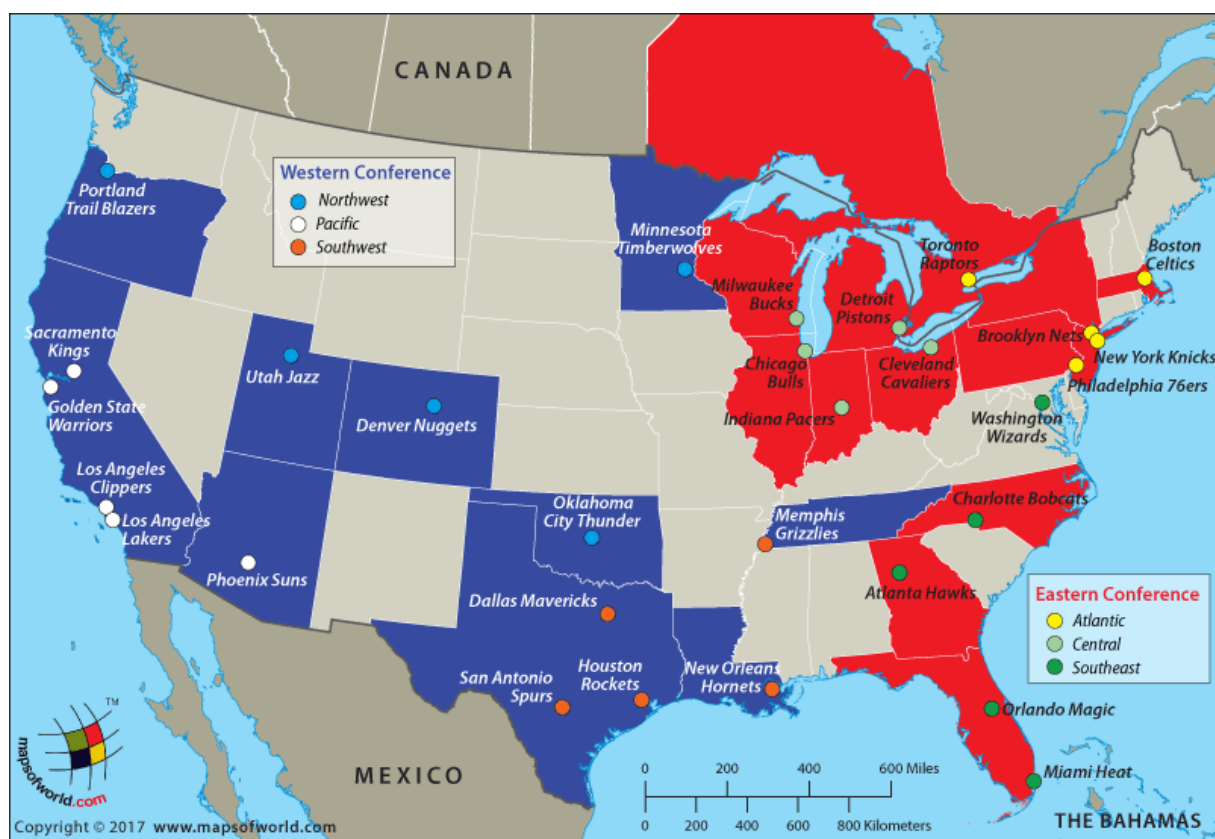 CANADA
Western Conference
Northwest
Pacific
Southwest
Portland
Trail Blazers
Minnesota
Timberwolves
Toronto
Raptors
Boston
Celtics
Milwaukee
Bucks
Detroit
Pistons
Sacramento
Kings
Utah Jazz
Brooklyn Nets
New York Knicks
Chicago
Bulls
Cleveland
Cavaliers
Philadelphia 76ers
Golden State
Warriors
Denver Nuggets
Indiana Pacers
Washington
Wizards
Los Angeles
Clippers
Los Angeles
Lakers
Oklahoma
City Thunder
Memphis
Grizzlies
Charlotte Bobcats
Phoenix Suns
Atlanta Hawks
Dallas Mavericks
Eastern Conference
Atlantic
Central
Southeast
San Antonio
Spurs
Houston
Rockets
New Orleans
Hornets
Orlando Magic
Miami Heat
TM
mapsofworld.com
MEXICO
0 200 400 600 Miles
0 200 400 600 800 Kilometers
THE BAHAMAS
Copyright © 2017 www.mapsofworld.com